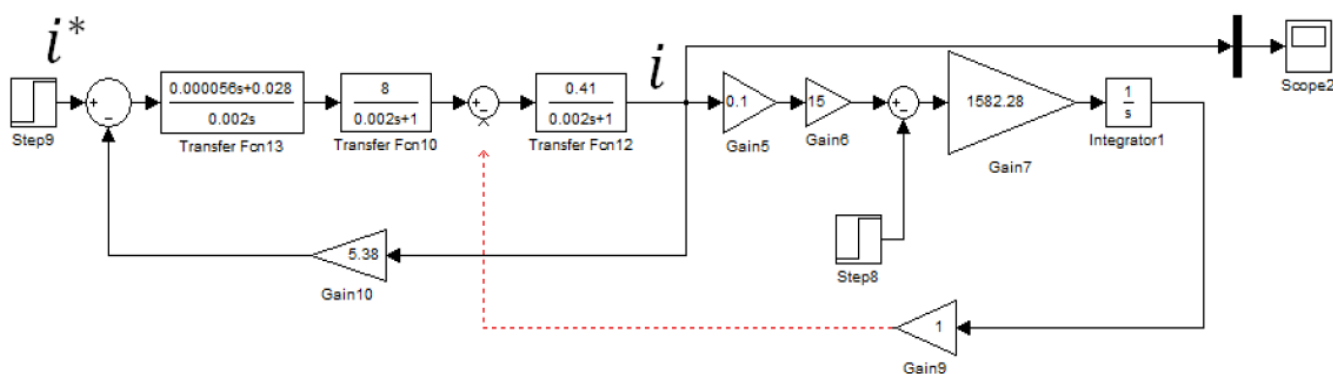 i*
Step9
+
−
0.000056s+0.028
0.002s
Transfer Fcn13
8
0.002s+1
Transfer Fcn10
+
−
0.41
0.002s+1
Transfer Fcn12
i
0.1
Gain5
15
Gain6
+
−
1582.28
Gain7
1
s
Integrator1
Scope2
Step8
5.38
Gain10
1
Gain9